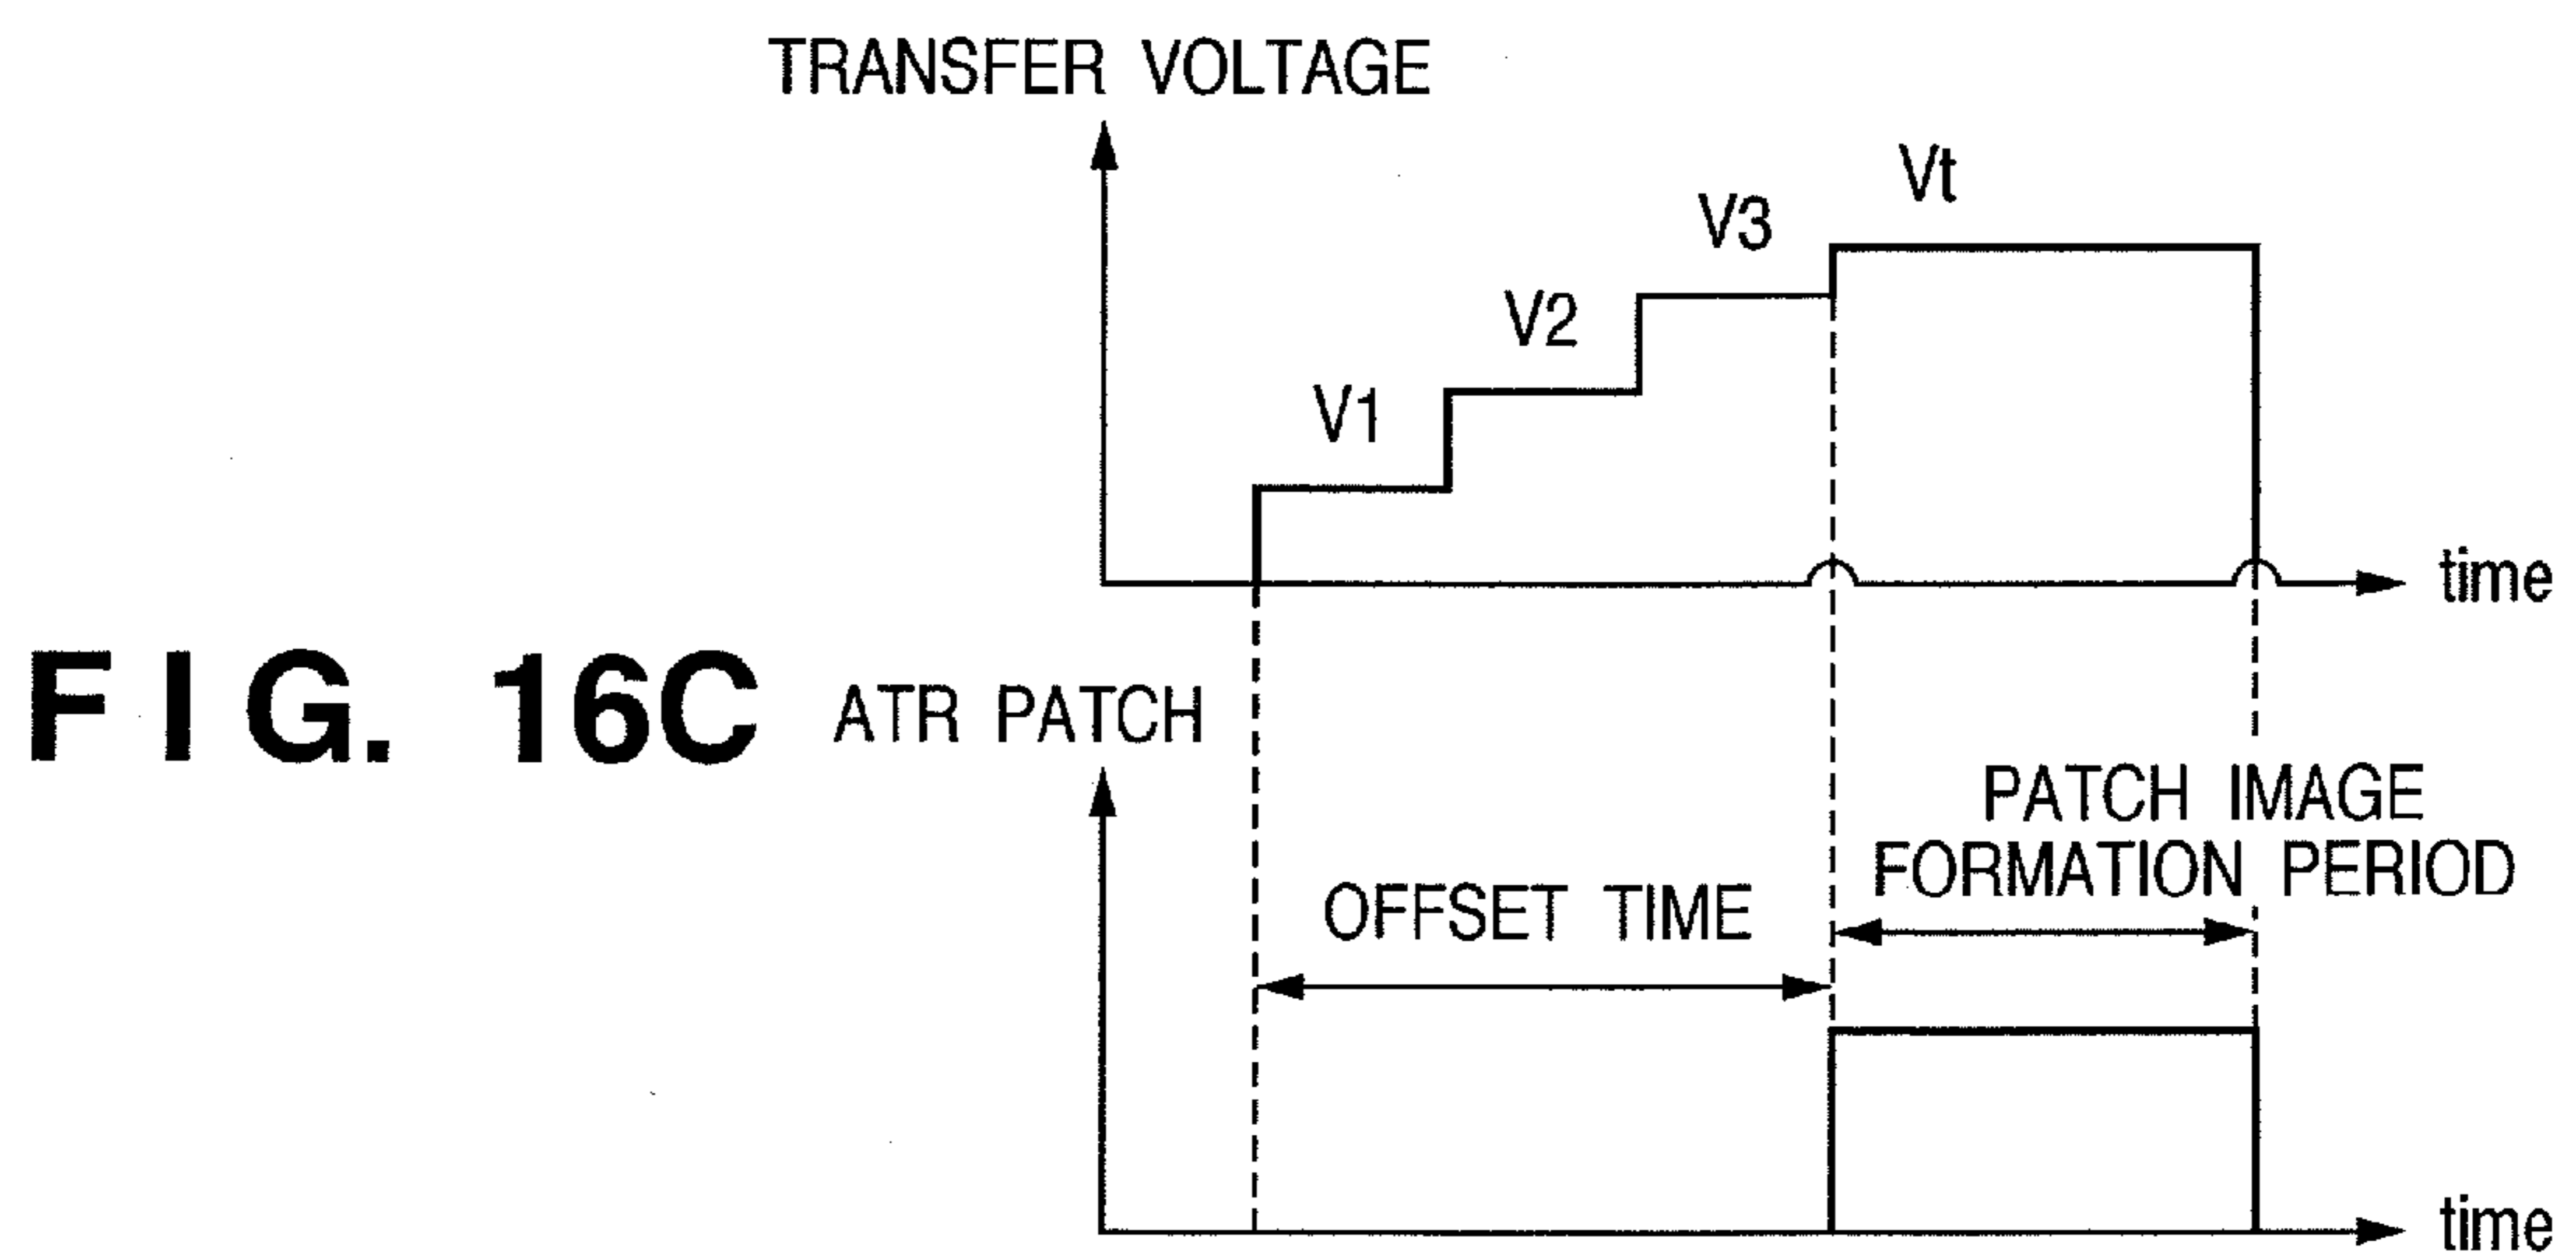 TRANSFER VOLTAGE
Vt
V3
V2
V1
time
FIG. 16C
ATR PATCH
PATCH IMAGE
FORMATION PERIOD
OFFSET TIME
time